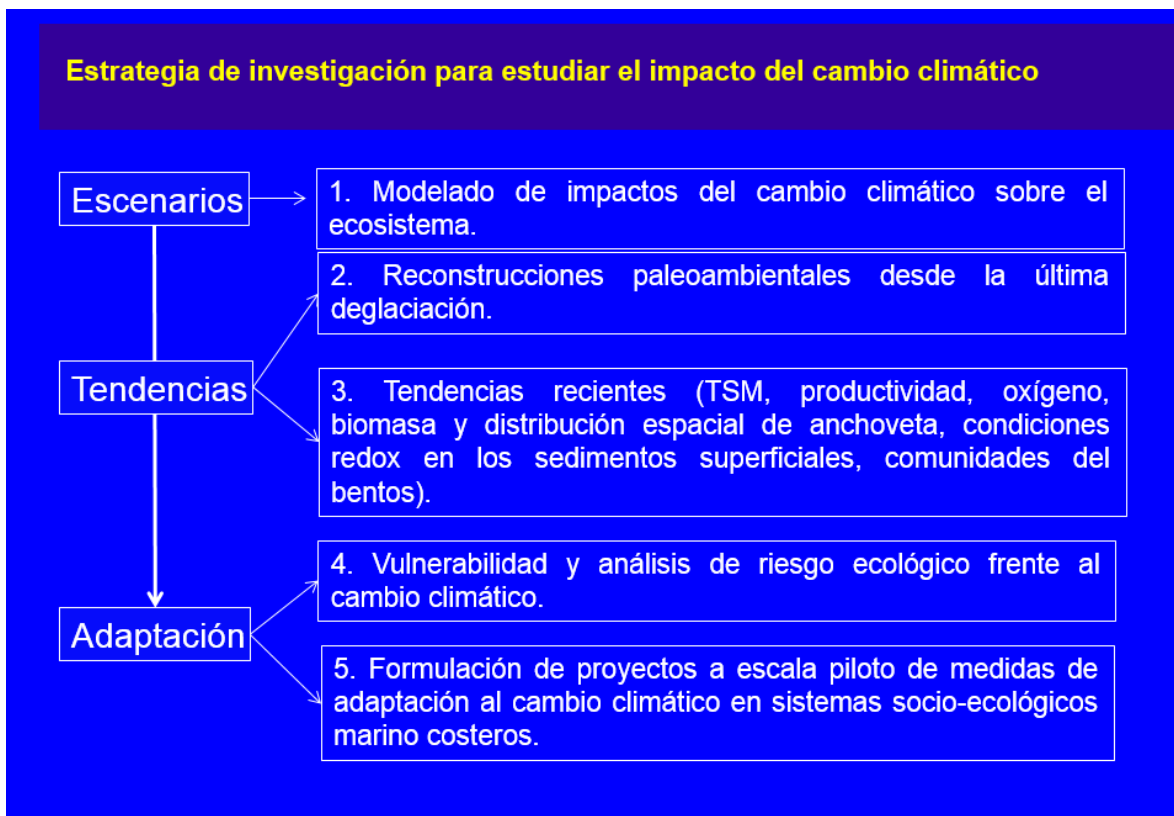 Estrategia de investigación para estudiar el impacto del cambio climático
Escenarios
1. Modelado de impactos del cambio climático sobre el
ecosistema.
2. Reconstrucciones paleoambientales desde la última
deglaciación.
Tendencias
3. Tendencias recientes (TSM, productividad, oxígeno,
biomasa y distribución espacial de anchoveta, condiciones
redox en los sedimentos superficiales, comunidades del
bentos).
4. Vulnerabilidad y análisis de riesgo ecológico frente al
cambio climático.
Adaptación
5. Formulación de proyectos a escala piloto de medidas de
adaptación al cambio climático en sistemas socio-ecológicos
marino costeros.